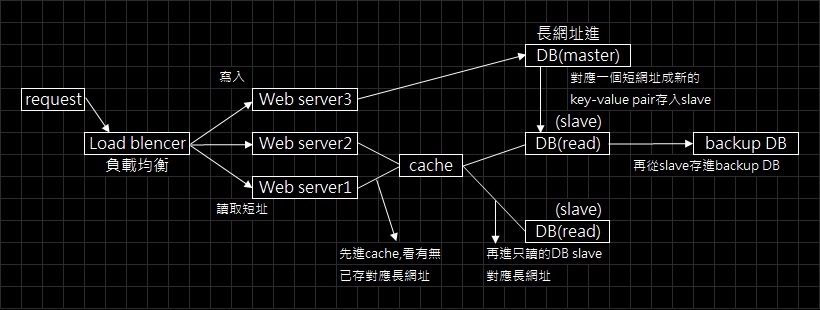 長網址進
DB(master)
寫入
對應一個短網址成新的
key-value pair存入slave
request
Web server3
(slave)
Load blencer
負載均衡
Web server2
DB(read)
backup DB
cache
再從slave存進backup DB
Web server1
讀取短址
(slave)
DB(read)
先進cache,看有無
已存對應長網址
再進只讀的DB slave
對應長網址